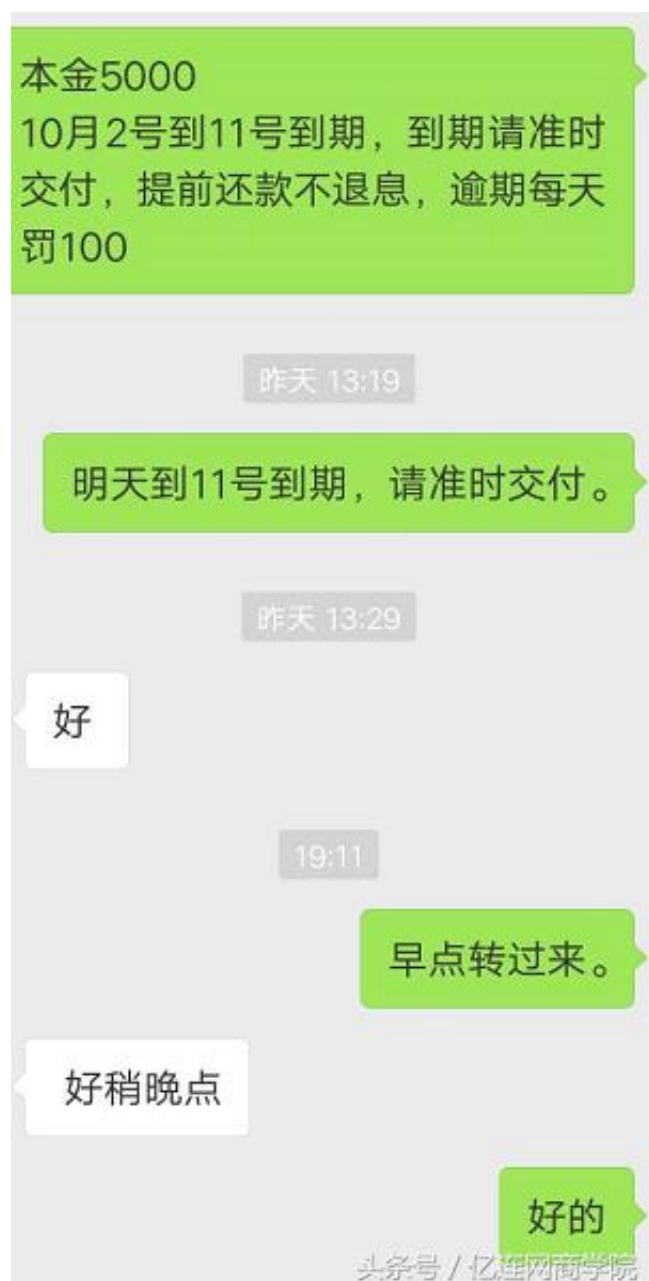 本金5000
10月2号到11号到期，到期请准时
交付，提前还款不退息，逾期每天
罚100
昨天 13:19
明天到11号到期，请准时交付。
昨天 13:29
好
19:11
早点转过来。
好稍晚点
好的
头条号 / 亿连网商学院